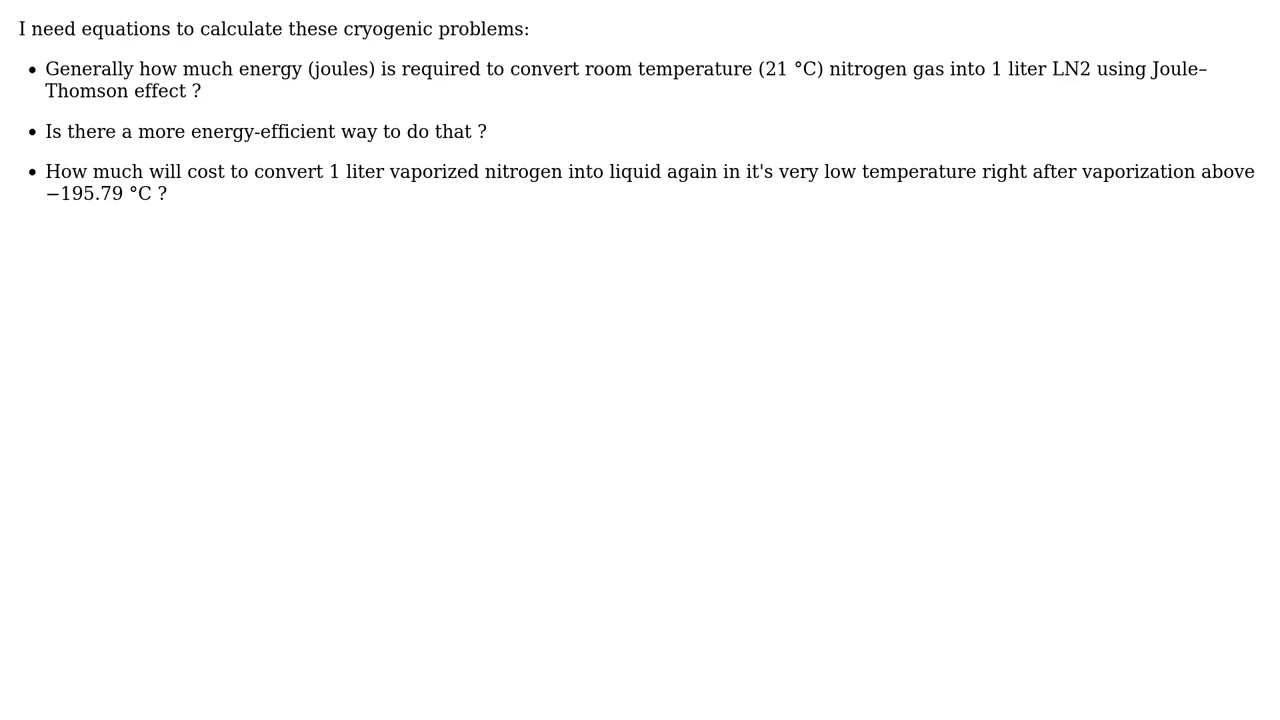 I need equations to calculate these cryogenic problems:
• Generally how much energy (joules) is required to convert room temperature (21 °C) nitrogen gas into 1 liter LN2 using Joule–
Thomson effect ?
• Is there a more energy-efficient way to do that ?
• How much will cost to convert 1 liter vaporized nitrogen into liquid again in it's very low temperature right after vaporization above
−195.79 °C ?